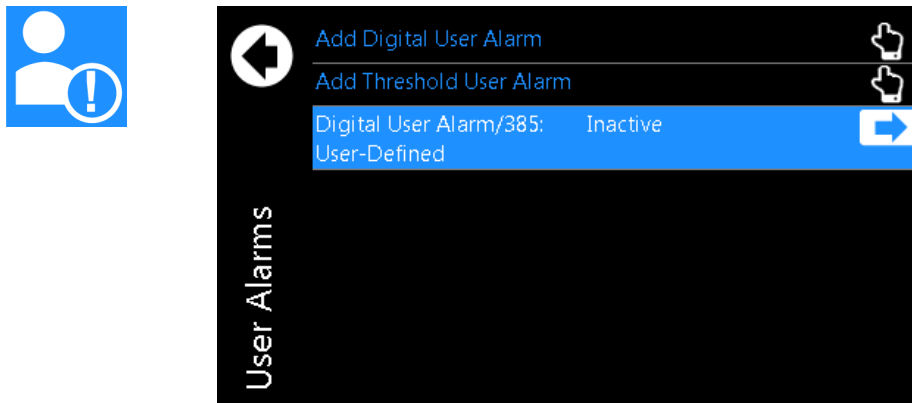 Add Digital User Alarm
Add Threshold User Alarm
Digital User Alarm/385: Inactive
User-Defined
User Alarms